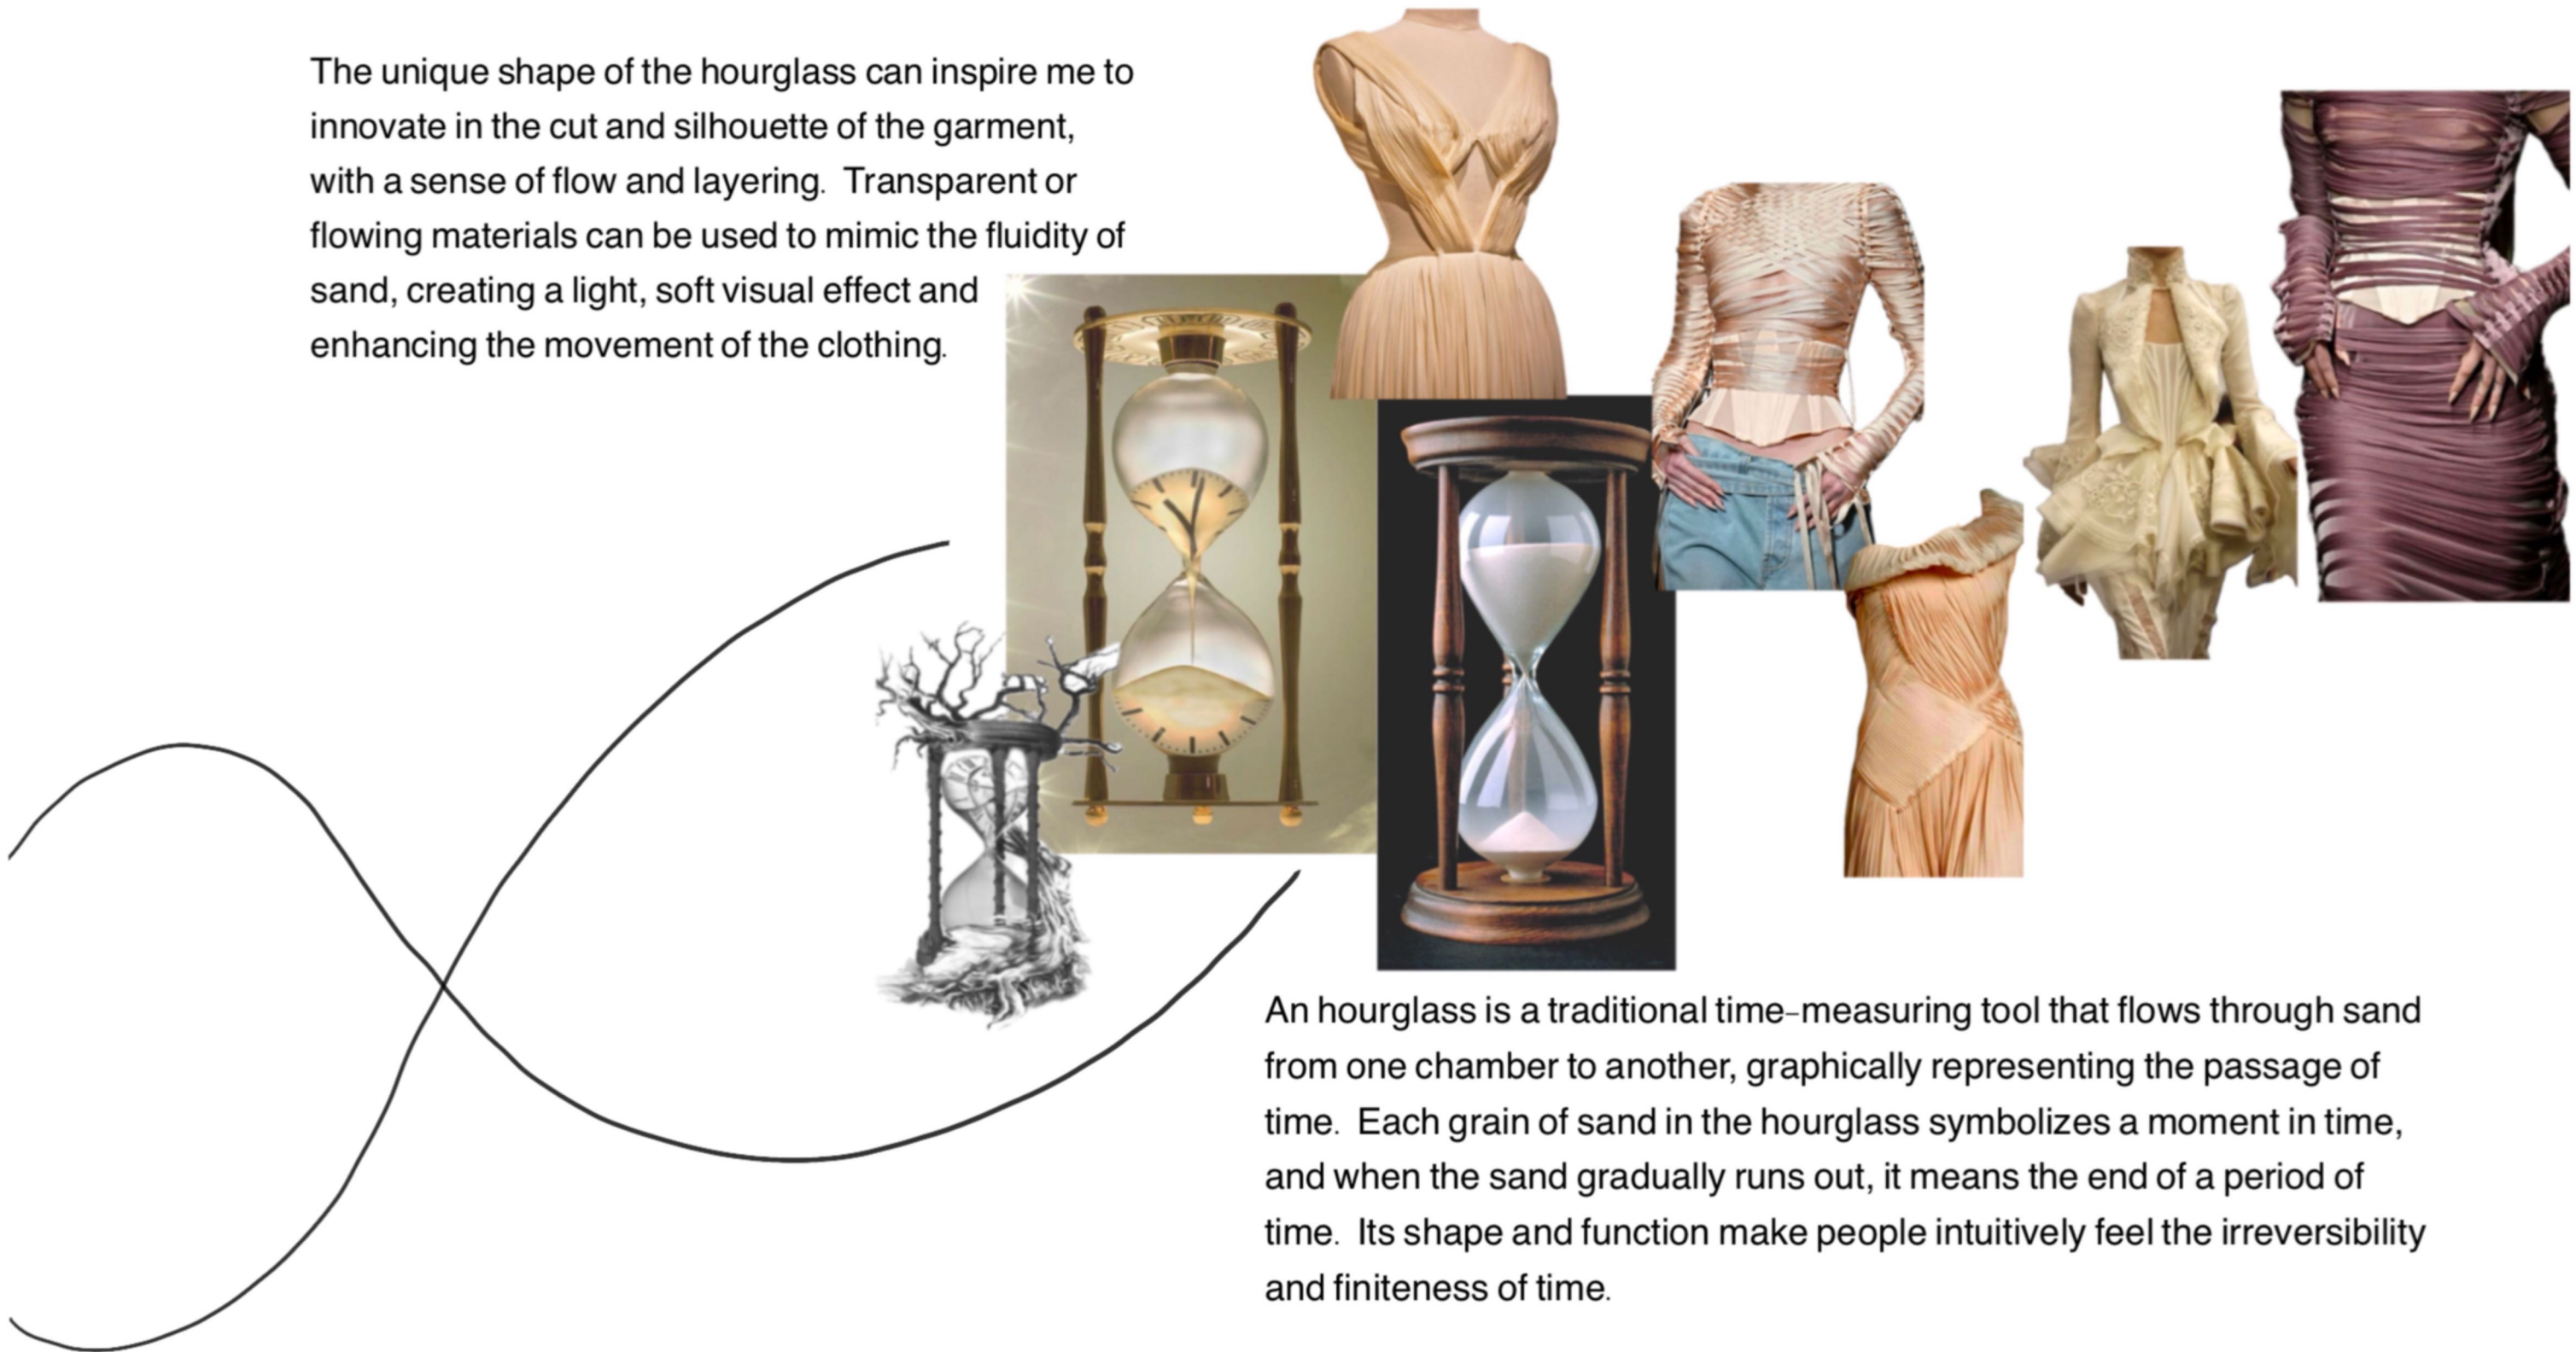 The unique shape of the hourglass can inspire me to
innovate in the cut and silhouette of the garment,
with a sense of flow and layering.  Transparent or
flowing materials can be used to mimic the fluidity of
sand, creating a light, soft visual effect and
enhancing the movement of the clothing.
An hourglass is a traditional time-measuring tool that flows through sand
from one chamber to another, graphically representing the passage of
time.  Each grain of sand in the hourglass symbolizes a moment in time,
and when the sand gradually runs out, it means the end of a period of
time.  Its shape and function make people intuitively feel the irreversibility
and finiteness of time.